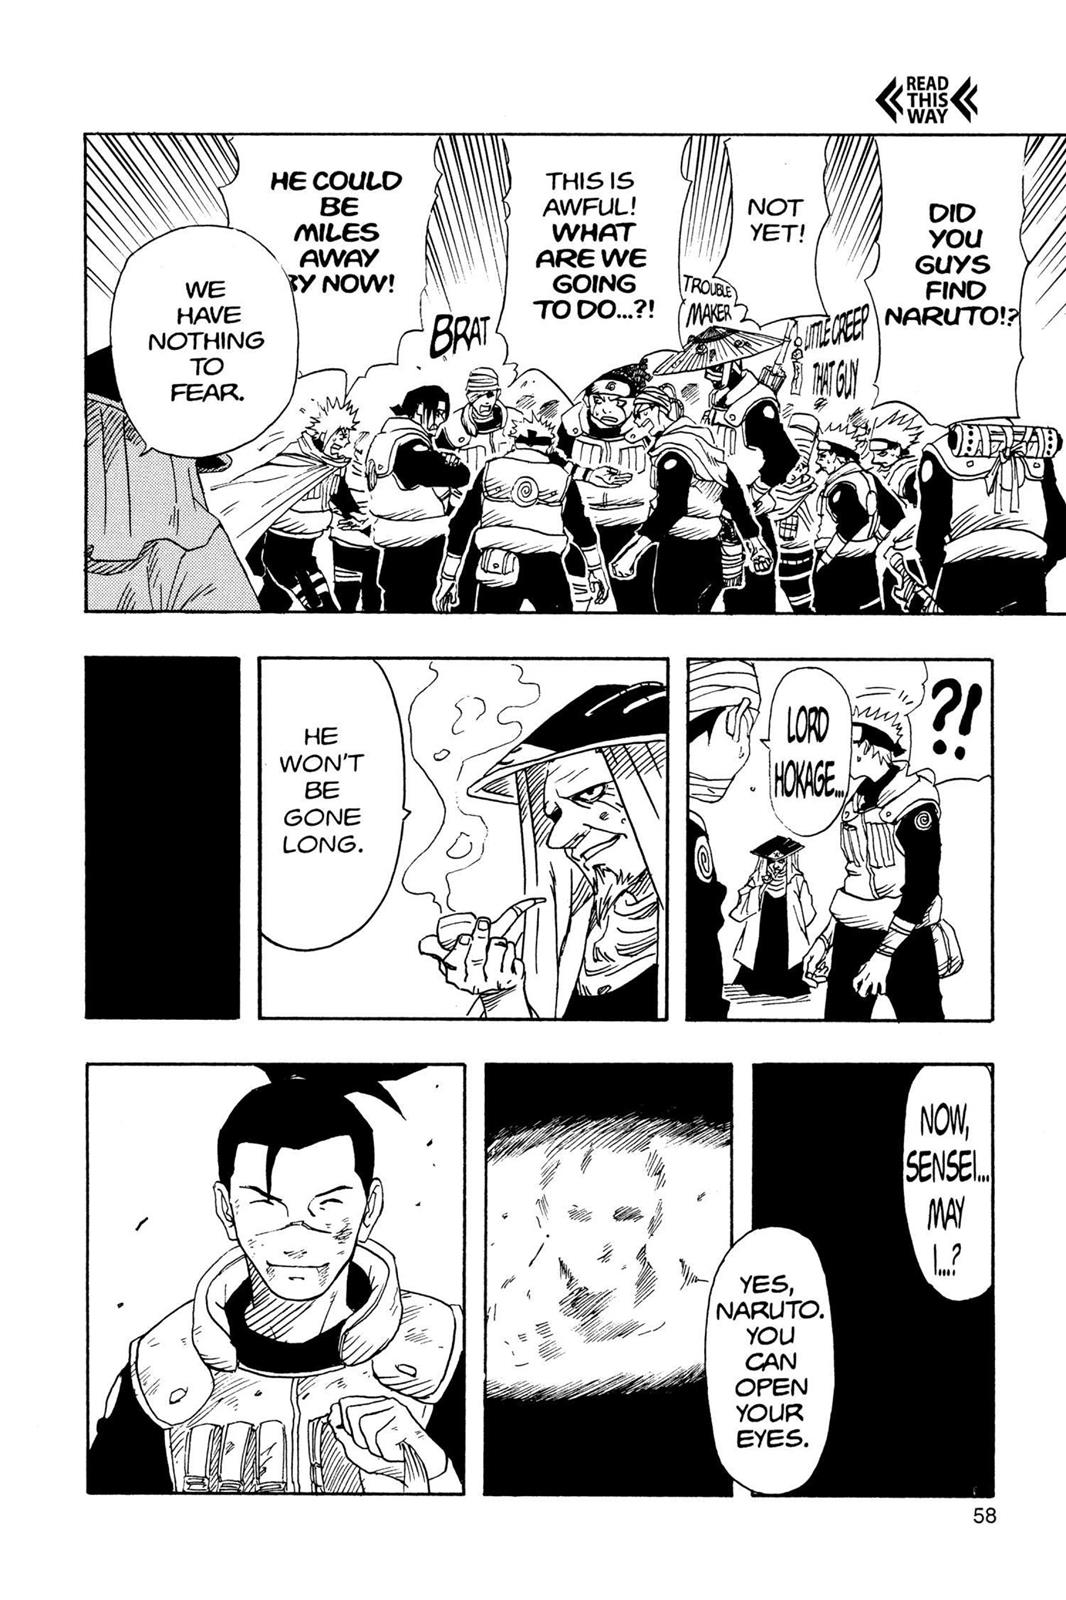 READ
THIS
WAY
DID
YOU
GUYS
FIND
NARUTO!?
LITTLE CREEP
THAT GUY
NOT
YET!
TROUBLE
MAKER
THIS IS
AWFUL!
WHAT
ARE WE
GOING
TO DO...?!
BRAT
HE COULD
BE
MILES
AWAY
BY NOW!
WE
HAVE
NOTHING
TO
FEAR.
?!
LORD
HOKAGE...
HE
WON'T
BE
GONE
LONG.
NOW,
SENSEI...
MAY
I...?
YES,
NARUTO.
YOU
CAN
OPEN
YOUR
EYES.
58